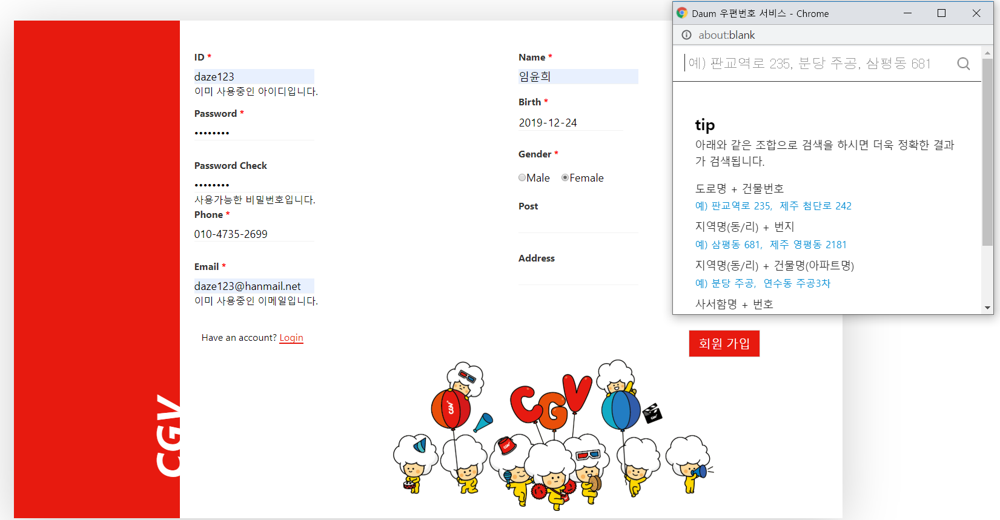 ID *
daze123
이미 사용중인 아이디입니다.
Password *
••••••••
Password Check
••••••••
사용가능한 비밀번호입니다.
Phone *
010-4735-2699
Email *
daze123@hanmail.net
이미 사용중인 이메일입니다.
Have an account? Login
Name *
임윤희
Birth *
2019-12-24
Gender *
Male Female
Post
Address
회원 가입
Daum 우편번호 서비스 - Chrome
about:blank
예) 판교역로 235, 분당 주공, 삼평동 681
tip
아래와 같은 조합으로 검색을 하시면 더욱 정확한 결과
가 검색됩니다.
도로명 + 건물번호
예) 판교역로 235, 제주 첨단로 242
지역명(동/리) + 번지
예) 삼평동 681, 제주 영평동 2181
지역명(동/리) + 건물명(아파트명)
예) 분당 주공, 연수동 주공3차
사서함명 + 번호
CGV
CGV
CGV
CGV
CGV